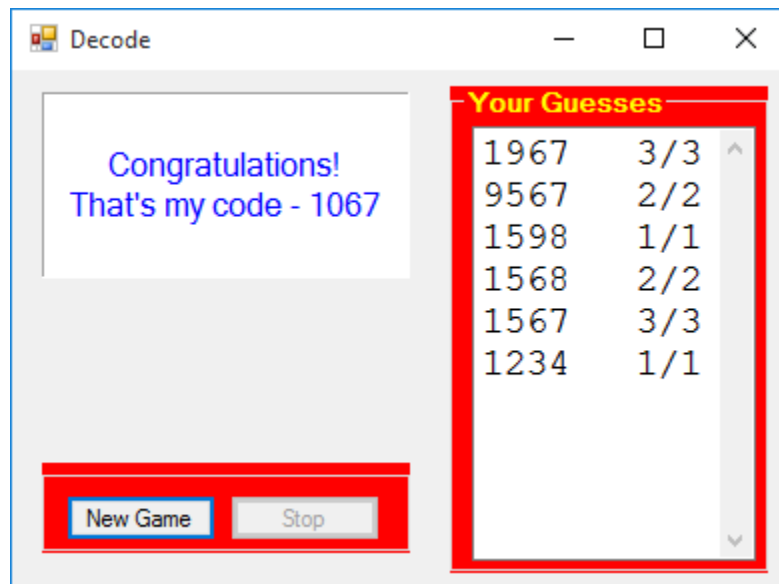 Decode
Congratulations!
That's my code - 1067
Your Guesses
1967 3/3
9567 2/2
1598 1/1
1568 2/2
1567 3/3
1234 1/1
New Game
Stop